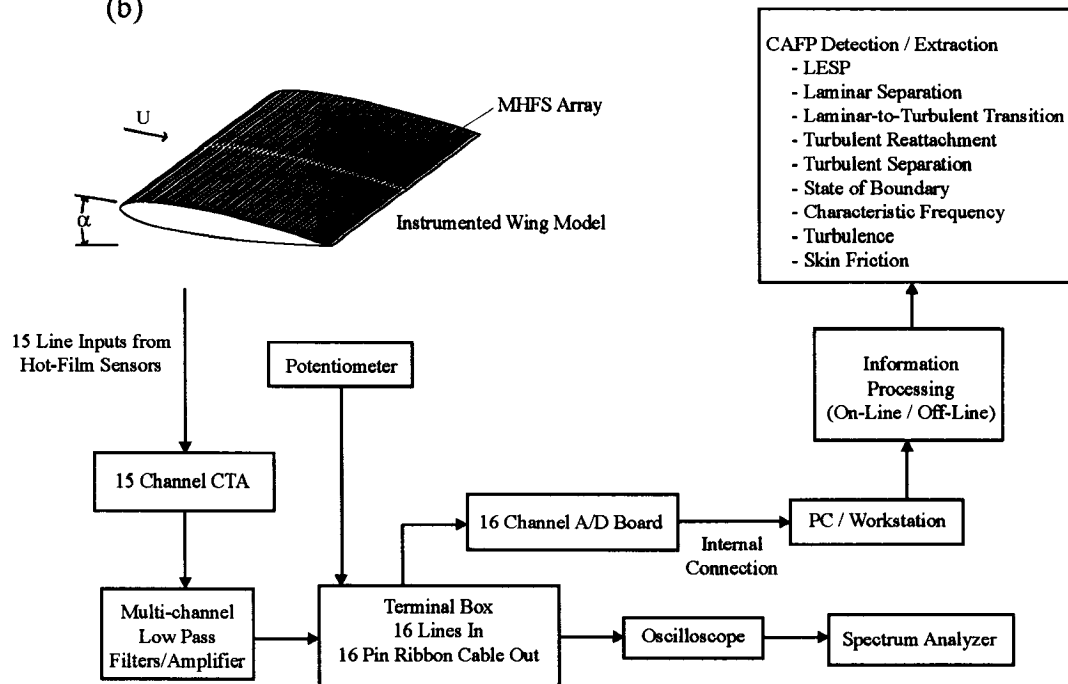 (b)
U
α
MHFS Array
Instrumented Wing Model
CAFP Detection / Extraction
- LESP
- Laminar Separation
- Laminar-to-Turbulent Transition
- Turbulent Reattachment
- Turbulent Separation
- State of Boundary
- Characteristic Frequency
- Turbulence
- Skin Friction
15 Line Inputs from
Hot-Film Sensors
Potentiometer
Information
Processing
(On-Line / Off-Line)
15 Channel CTA
16 Channel A/D Board
Internal
Connection
PC / Workstation
Multi-channel
Low Pass
Filters/Amplifier
Terminal Box
16 Lines In
16 Pin Ribbon Cable Out
Oscilloscope
Spectrum Analyzer